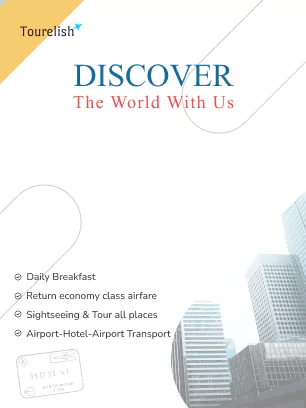 Tourelish
DISCOVER
The World With Us
Daily Breakfast
Return economy class airfare
Sightseeing & Tour all places
Airport-Hotel-Airport Transport